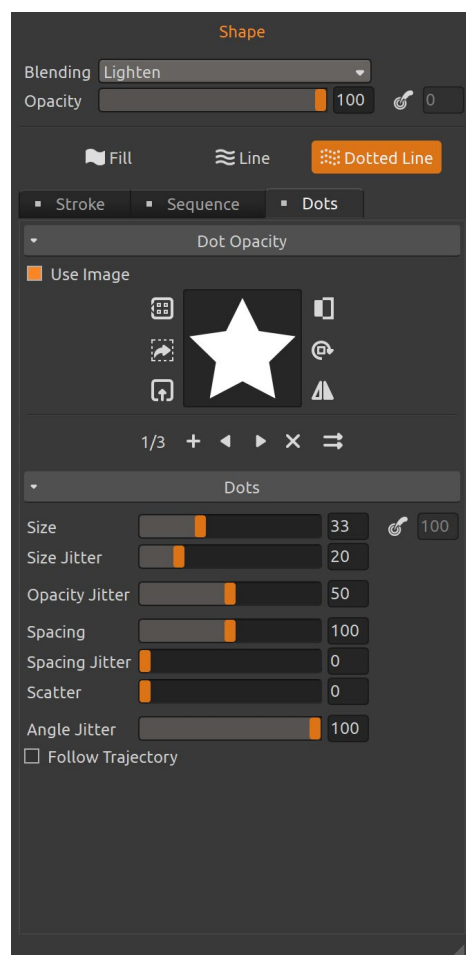 Shape
Blending Lighten
Opacity 100 0
Fill Line Dotted Line
Stroke Sequence Dots
Dot Opacity
Use Image
1/3
Dots
Size 33 100
Size Jitter 20
Opacity Jitter 50
Spacing 100
Spacing Jitter 0
Scatter 0
Angle Jitter 100
Follow Trajectory